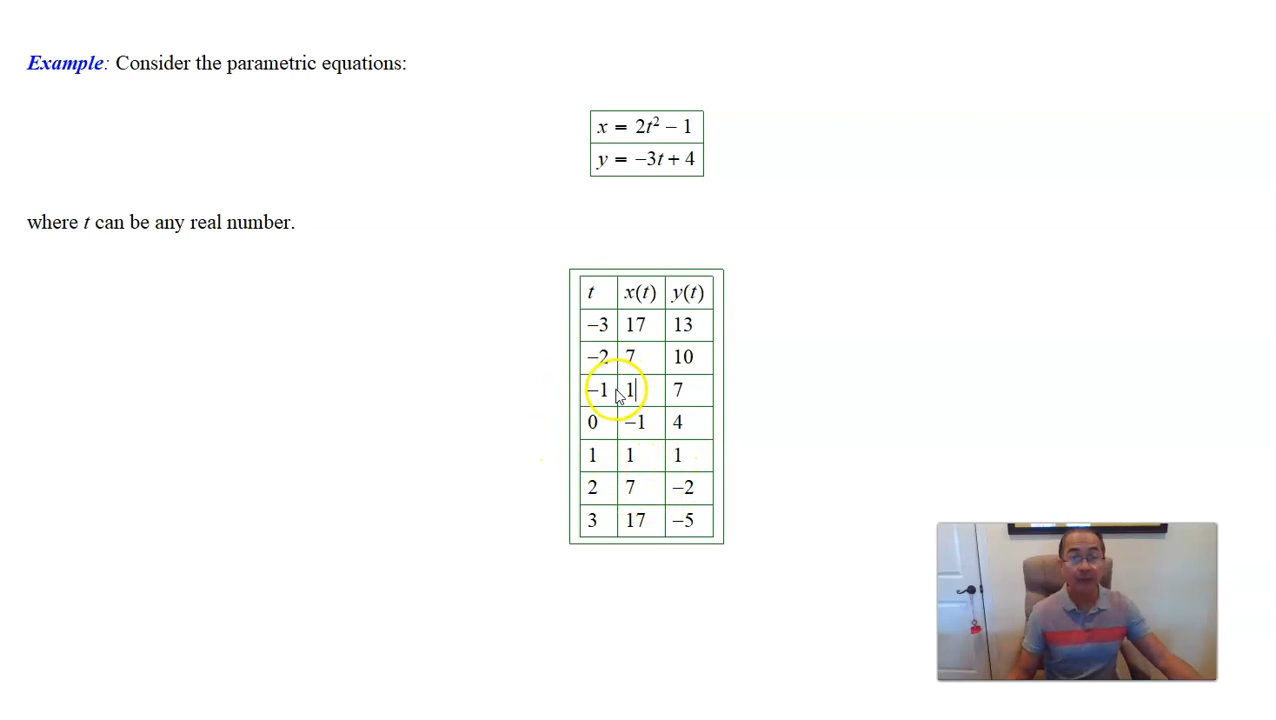 Example: Consider the parametric equations:
x = 2t² − 1
y = −3t + 4
where t can be any real number.
t x(t) y(t)
−3 17 13
−2 7 10
−1 1 7
0 −1 4
1 1 1
2 7 −2
3 17 −5